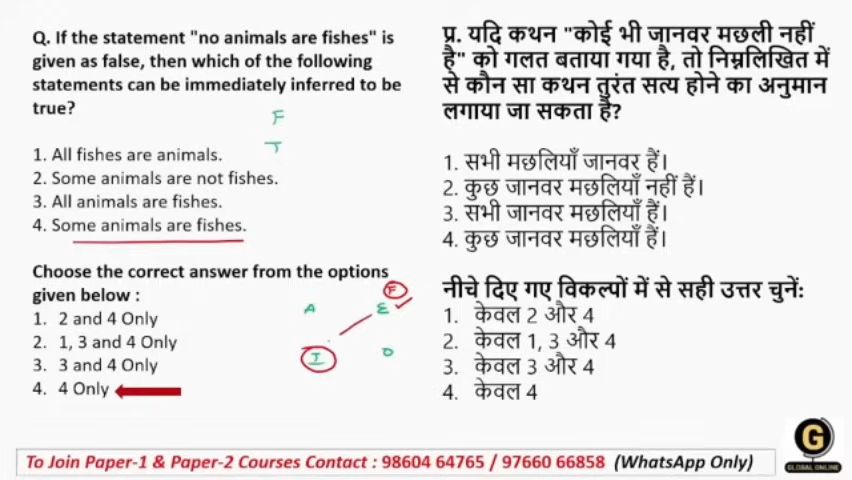 Q. If the statement "no animals are fishes" is
given as false, then which of the following
statements can be immediately inferred to be
true?
F
T
1. All fishes are animals.
2. Some animals are not fishes.
3. All animals are fishes.
4. Some animals are fishes.
Choose the correct answer from the options
given below :
1. 2 and 4 Only
2. 1, 3 and 4 Only
3. 3 and 4 Only
4. 4 Only
F
A E
I O
प्र. यदि कथन "कोई भी जानवर मछली नहीं
है" को गलत बताया गया है, तो निम्नलिखित में
से कौन सा कथन तुरंत सत्य होने का अनुमान
लगाया जा सकता है?
1. सभी मछलियाँ जानवर हैं।
2. कुछ जानवर मछलियाँ नहीं हैं।
3. सभी जानवर मछलियाँ हैं।
4. कुछ जानवर मछलियाँ हैं।
नीचे दिए गए विकल्पों में से सही उत्तर चुनें:
1. केवल 2 और 4
2. केवल 1, 3 और 4
3. केवल 3 और 4
4. केवल 4
To Join Paper-1 & Paper-2 Courses Contact : 98604 64765 / 97660 66858 (WhatsApp Only)
G
GLOBAL ONLINE